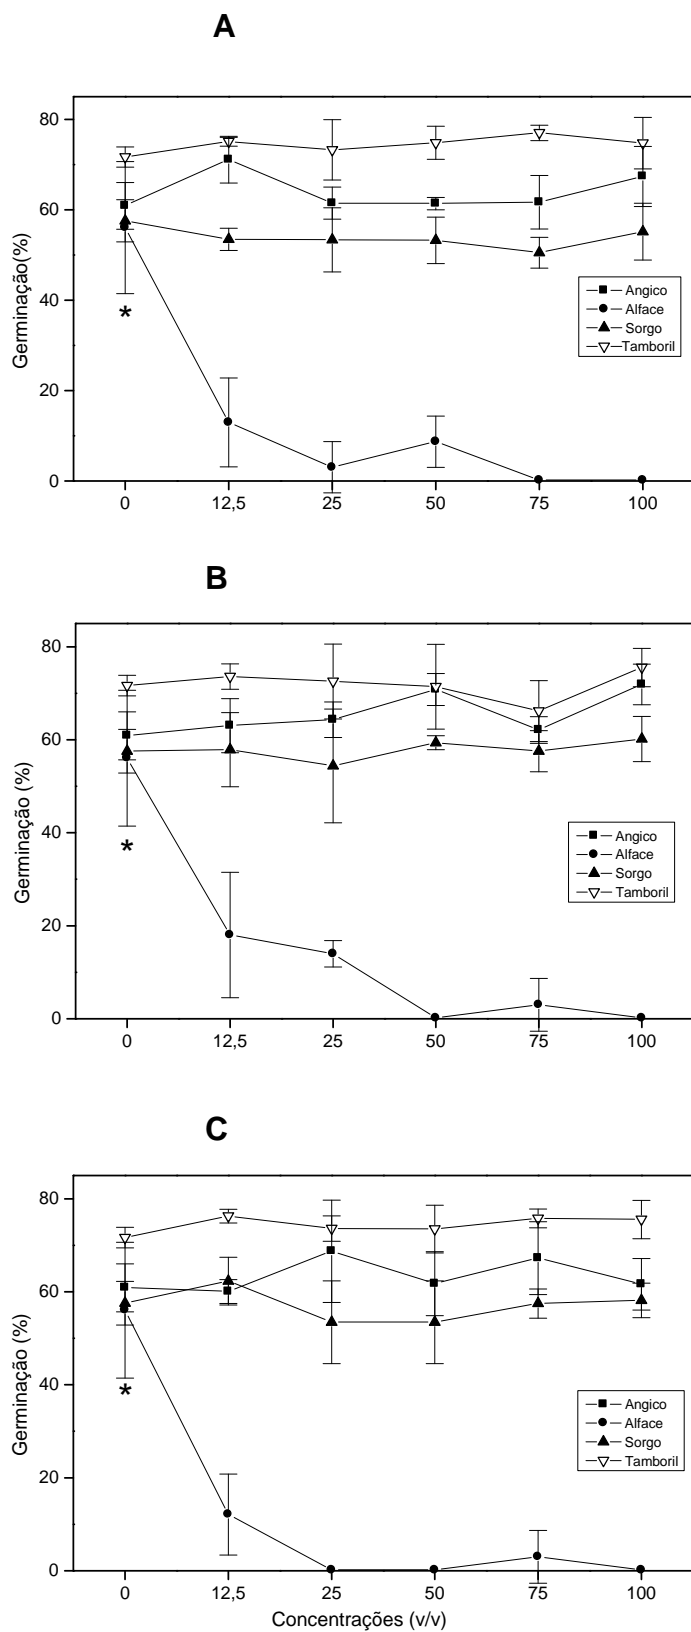 A
Germinação(%)
80
60
40
20
0
*
Angico
Alface
Sorgo
Tamboril
0 12,5 25 50 75 100
B
Germinação (%)
80
60
40
20
0
*
Angico
Alface
Sorgo
Tamboril
0 12,5 25 50 75 100
C
Germinação (%)
80
60
40
20
0
*
Angico
Alface
Sorgo
Tamboril
0 12,5 25 50 75 100
Concentrações (v/v)